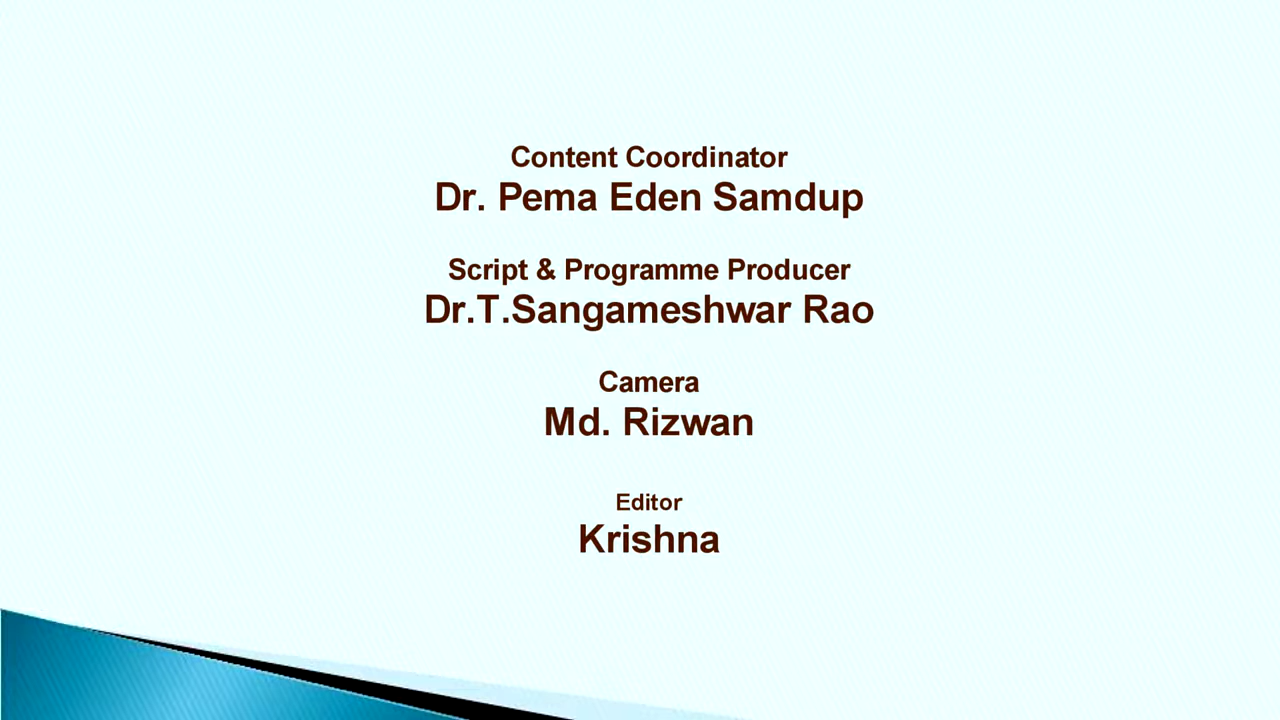 Content Coordinator
Dr. Pema Eden Samdup
Script & Programme Producer
Dr.T.Sangameshwar Rao
Camera
Md. Rizwan
Editor
Krishna